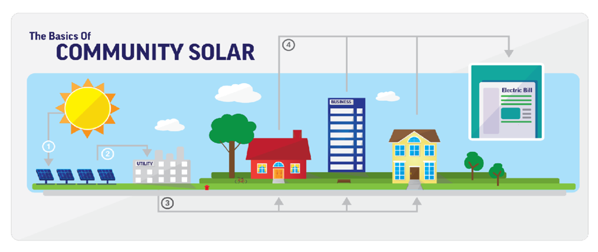 The Basics Of
COMMUNITY SOLAR
4
BUSINESS
Electric Bill
1
2
UTILITY
3